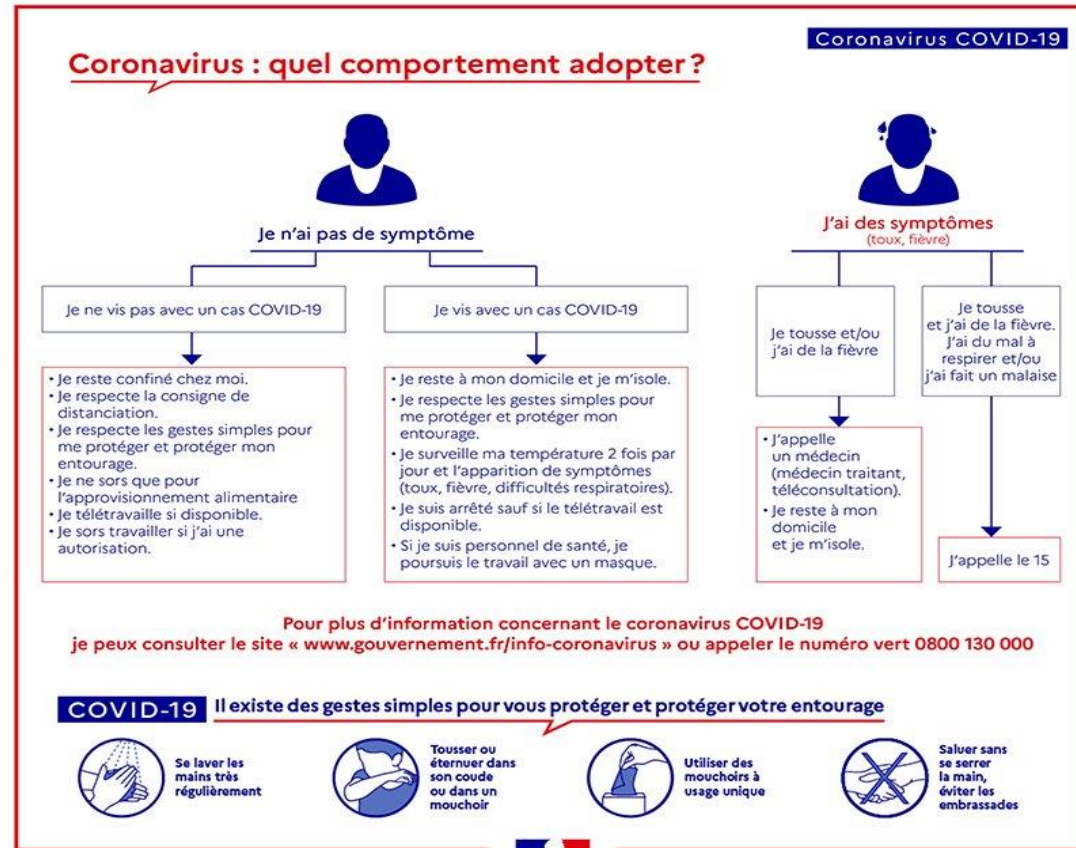 Coronavirus COVID-19
Coronavirus : quel comportement adopter ?
Je n'ai pas de symptôme
Je ne vis pas avec un cas COVID-19
• Je reste confiné chez moi.
• Je respecte la consigne de
distanciation.
• Je respecte les gestes simples pour
me protéger et protéger mon
entourage.
• Je ne sors que pour
l'approvisionnement alimentaire
• Je télétravaille si disponible.
• Je sors travailler si j'ai une
autorisation.
Je vis avec un cas COVID-19
• Je reste à mon domicile et je m'isole.
• Je respecte les gestes simples pour
me protéger et protéger mon
entourage.
• Je surveille ma température 2 fois par
jour et l'apparition de symptômes
(toux, fièvre, difficultés respiratoires).
• Je suis arrêté sauf si le télétravail est
disponible.
• Si je suis personnel de santé, je
poursuis le travail avec un masque.
J'ai des symptômes
(toux, fièvre)
Je tousse et/ou
j'ai de la fièvre
• J'appelle
un médecin
(médecin traitant,
téléconsultation).
• Je reste à mon
domicile
et je m'isole.
Je tousse
et j'ai de la fièvre.
J'ai du mal à
respirer et/ou
j'ai fait un malaise
J'appelle le 15
Pour plus d'information concernant le coronavirus COVID-19
je peux consulter le site « www.gouvernement.fr/info-coronavirus » ou appeler le numéro vert 0800 130 000
COVID-19 Il existe des gestes simples pour vous protéger et protéger votre entourage
Se laver les
mains très
régulièrement
Tousser ou
éternuer dans
son coude
ou dans un
mouchoir
Utiliser des
mouchoirs à
usage unique
Saluer sans
se serrer
la main,
éviter les
embrassades